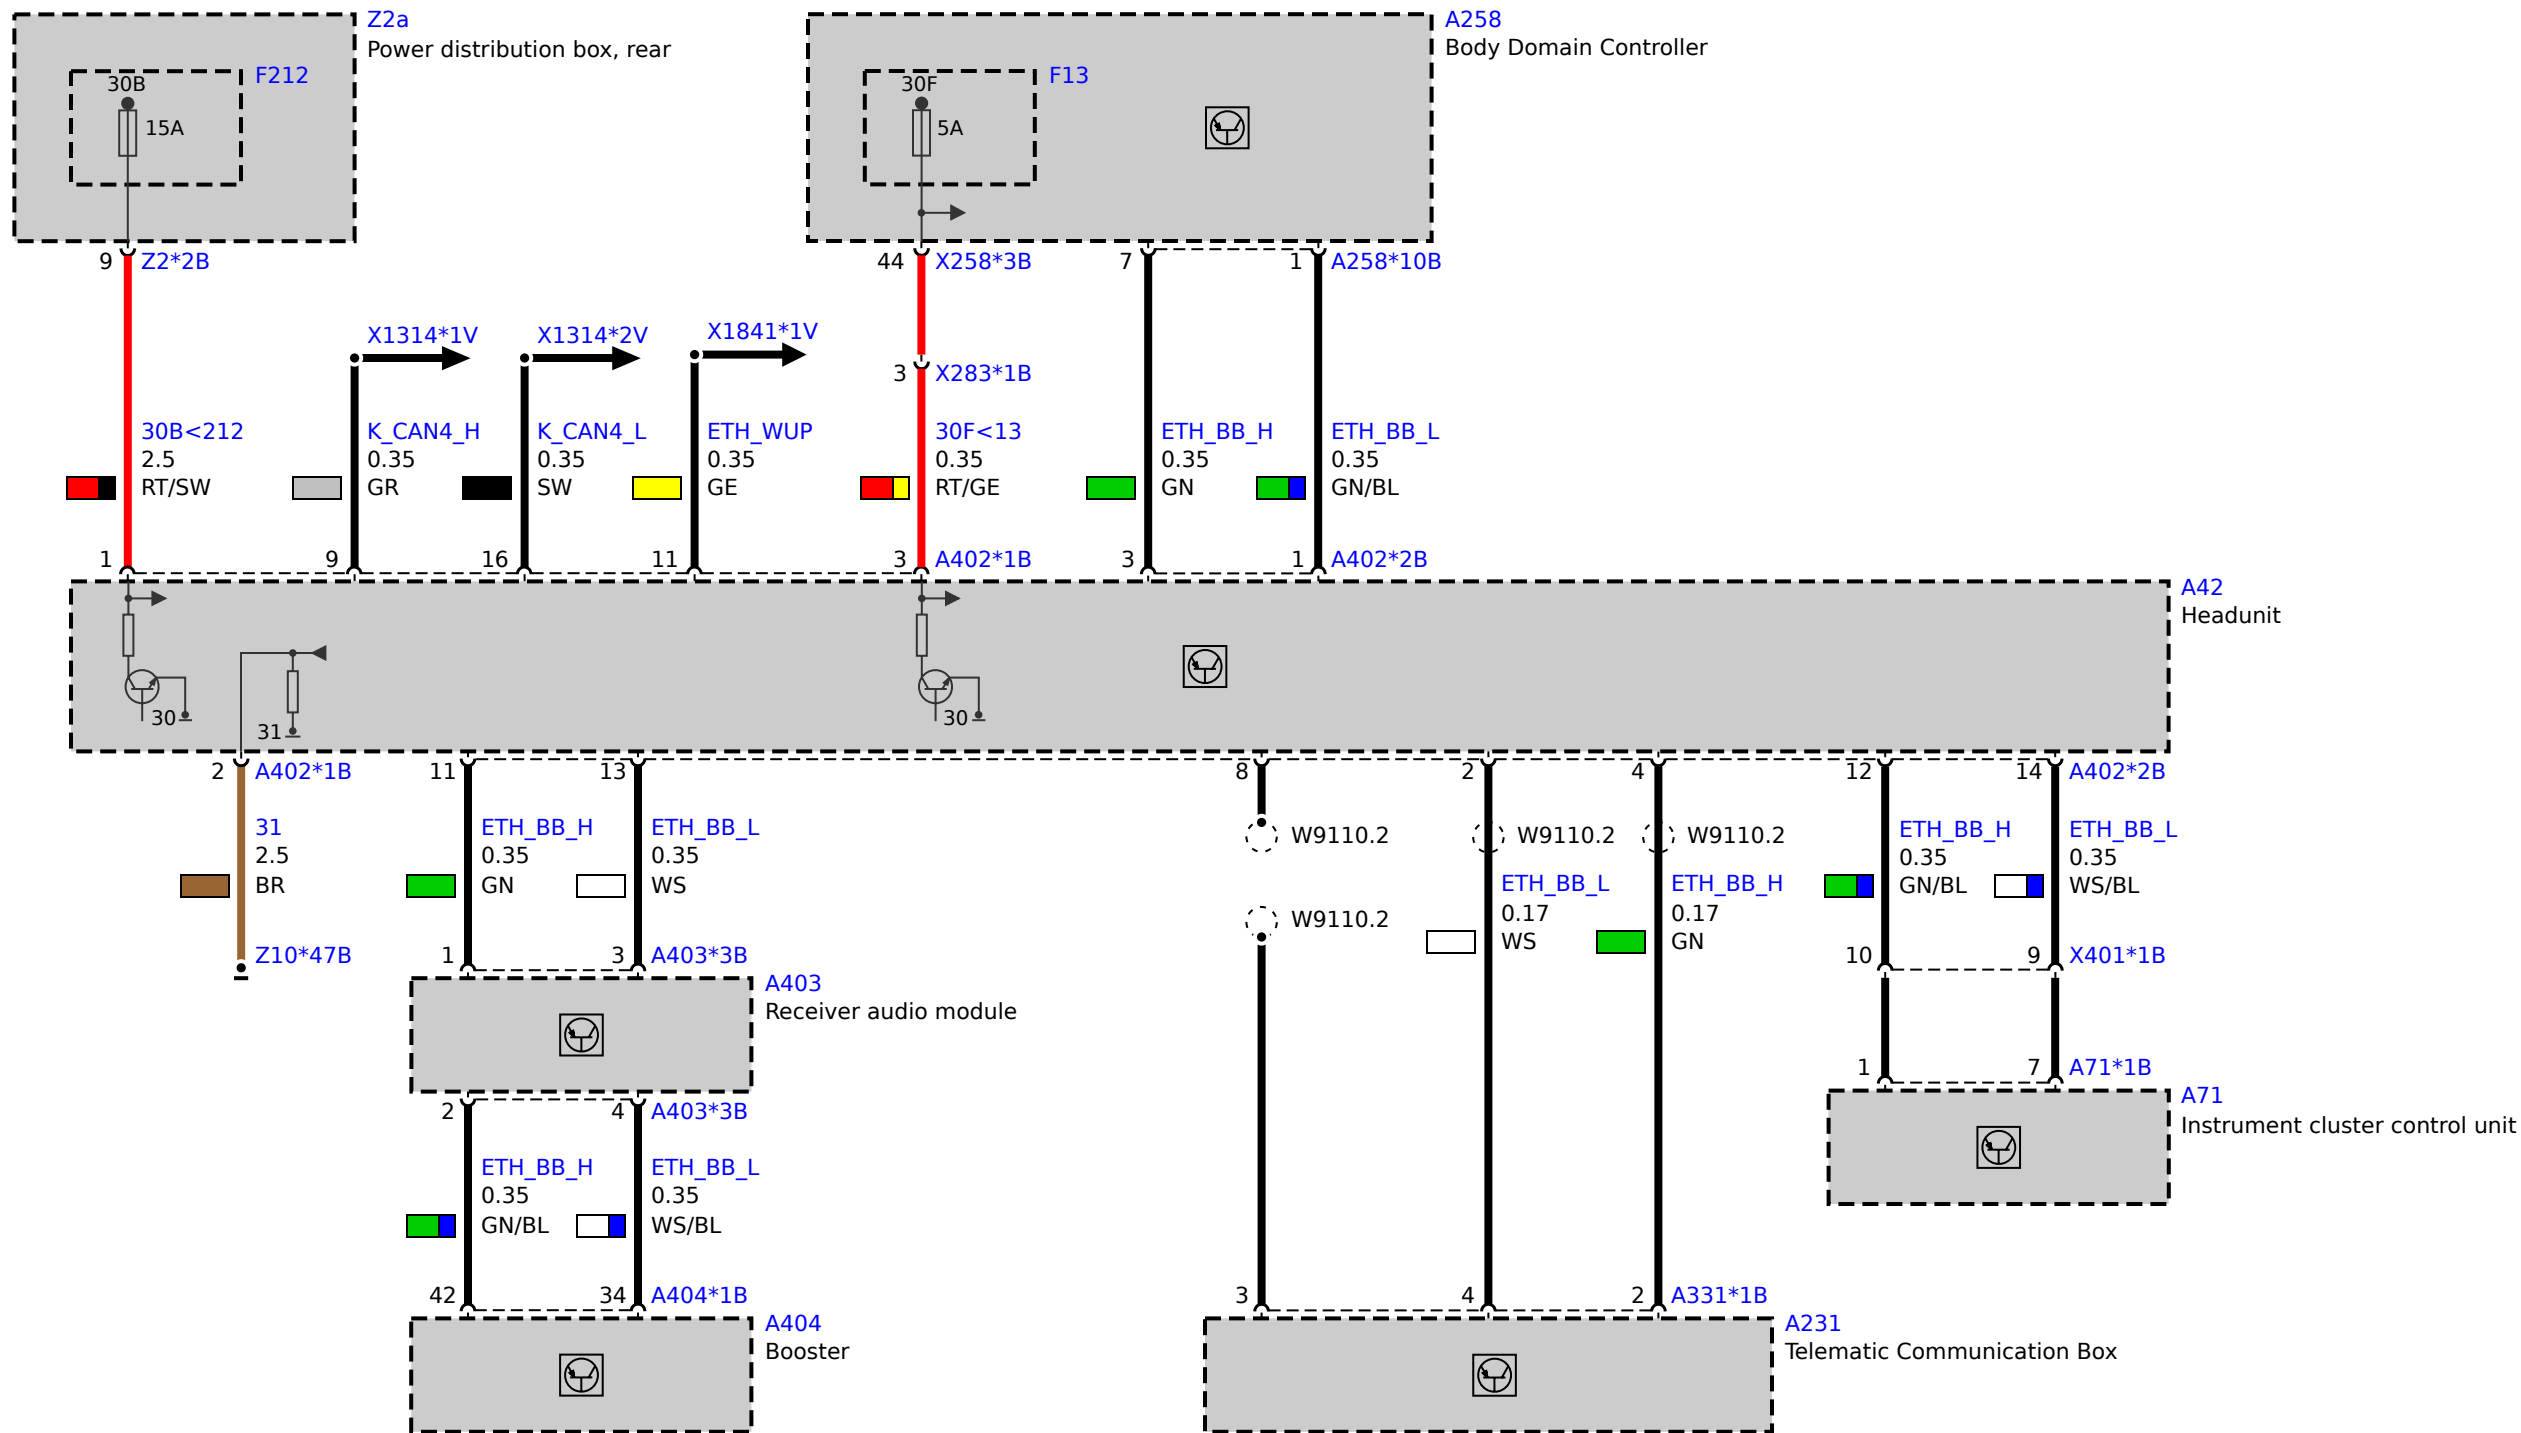 Z2a
Power distribution box, rear
F212
30B
15A
A258
Body Domain Controller
F13
30F
5A
9 Z2*2B
44 X258*3B
7
1 A258*10B
X1314*1V
X1314*2V
X1841*1V
3 X283*1B
30B<212
2.5
RT/SW
K_CAN4_H
0.35
GR
K_CAN4_L
0.35
SW
ETH_WUP
0.35
GE
30F<13
0.35
RT/GE
ETH_BB_H
0.35
GN
ETH_BB_L
0.35
GN/BL
1
9
16
11
3 A402*1B
3
1 A402*2B
A42
Headunit
30
31
30
2 A402*1B
11
13
8
2
4
12
14 A402*2B
31
2.5
BR
ETH_BB_H
0.35
GN
ETH_BB_L
0.35
WS
W9110.2
W9110.2
W9110.2
W9110.2
ETH_BB_L
0.17
WS
ETH_BB_H
0.17
GN
ETH_BB_H
0.35
GN/BL
ETH_BB_L
0.35
WS/BL
Z10*47B
1
3 A403*3B
10
9 X401*1B
A403
Receiver audio module
1
7 A71*1B
A71
Instrument cluster control unit
2
4 A403*3B
ETH_BB_H
0.35
GN/BL
ETH_BB_L
0.35
WS/BL
42
34 A404*1B
3
4
2 A331*1B
A404
Booster
A231
Telematic Communication Box